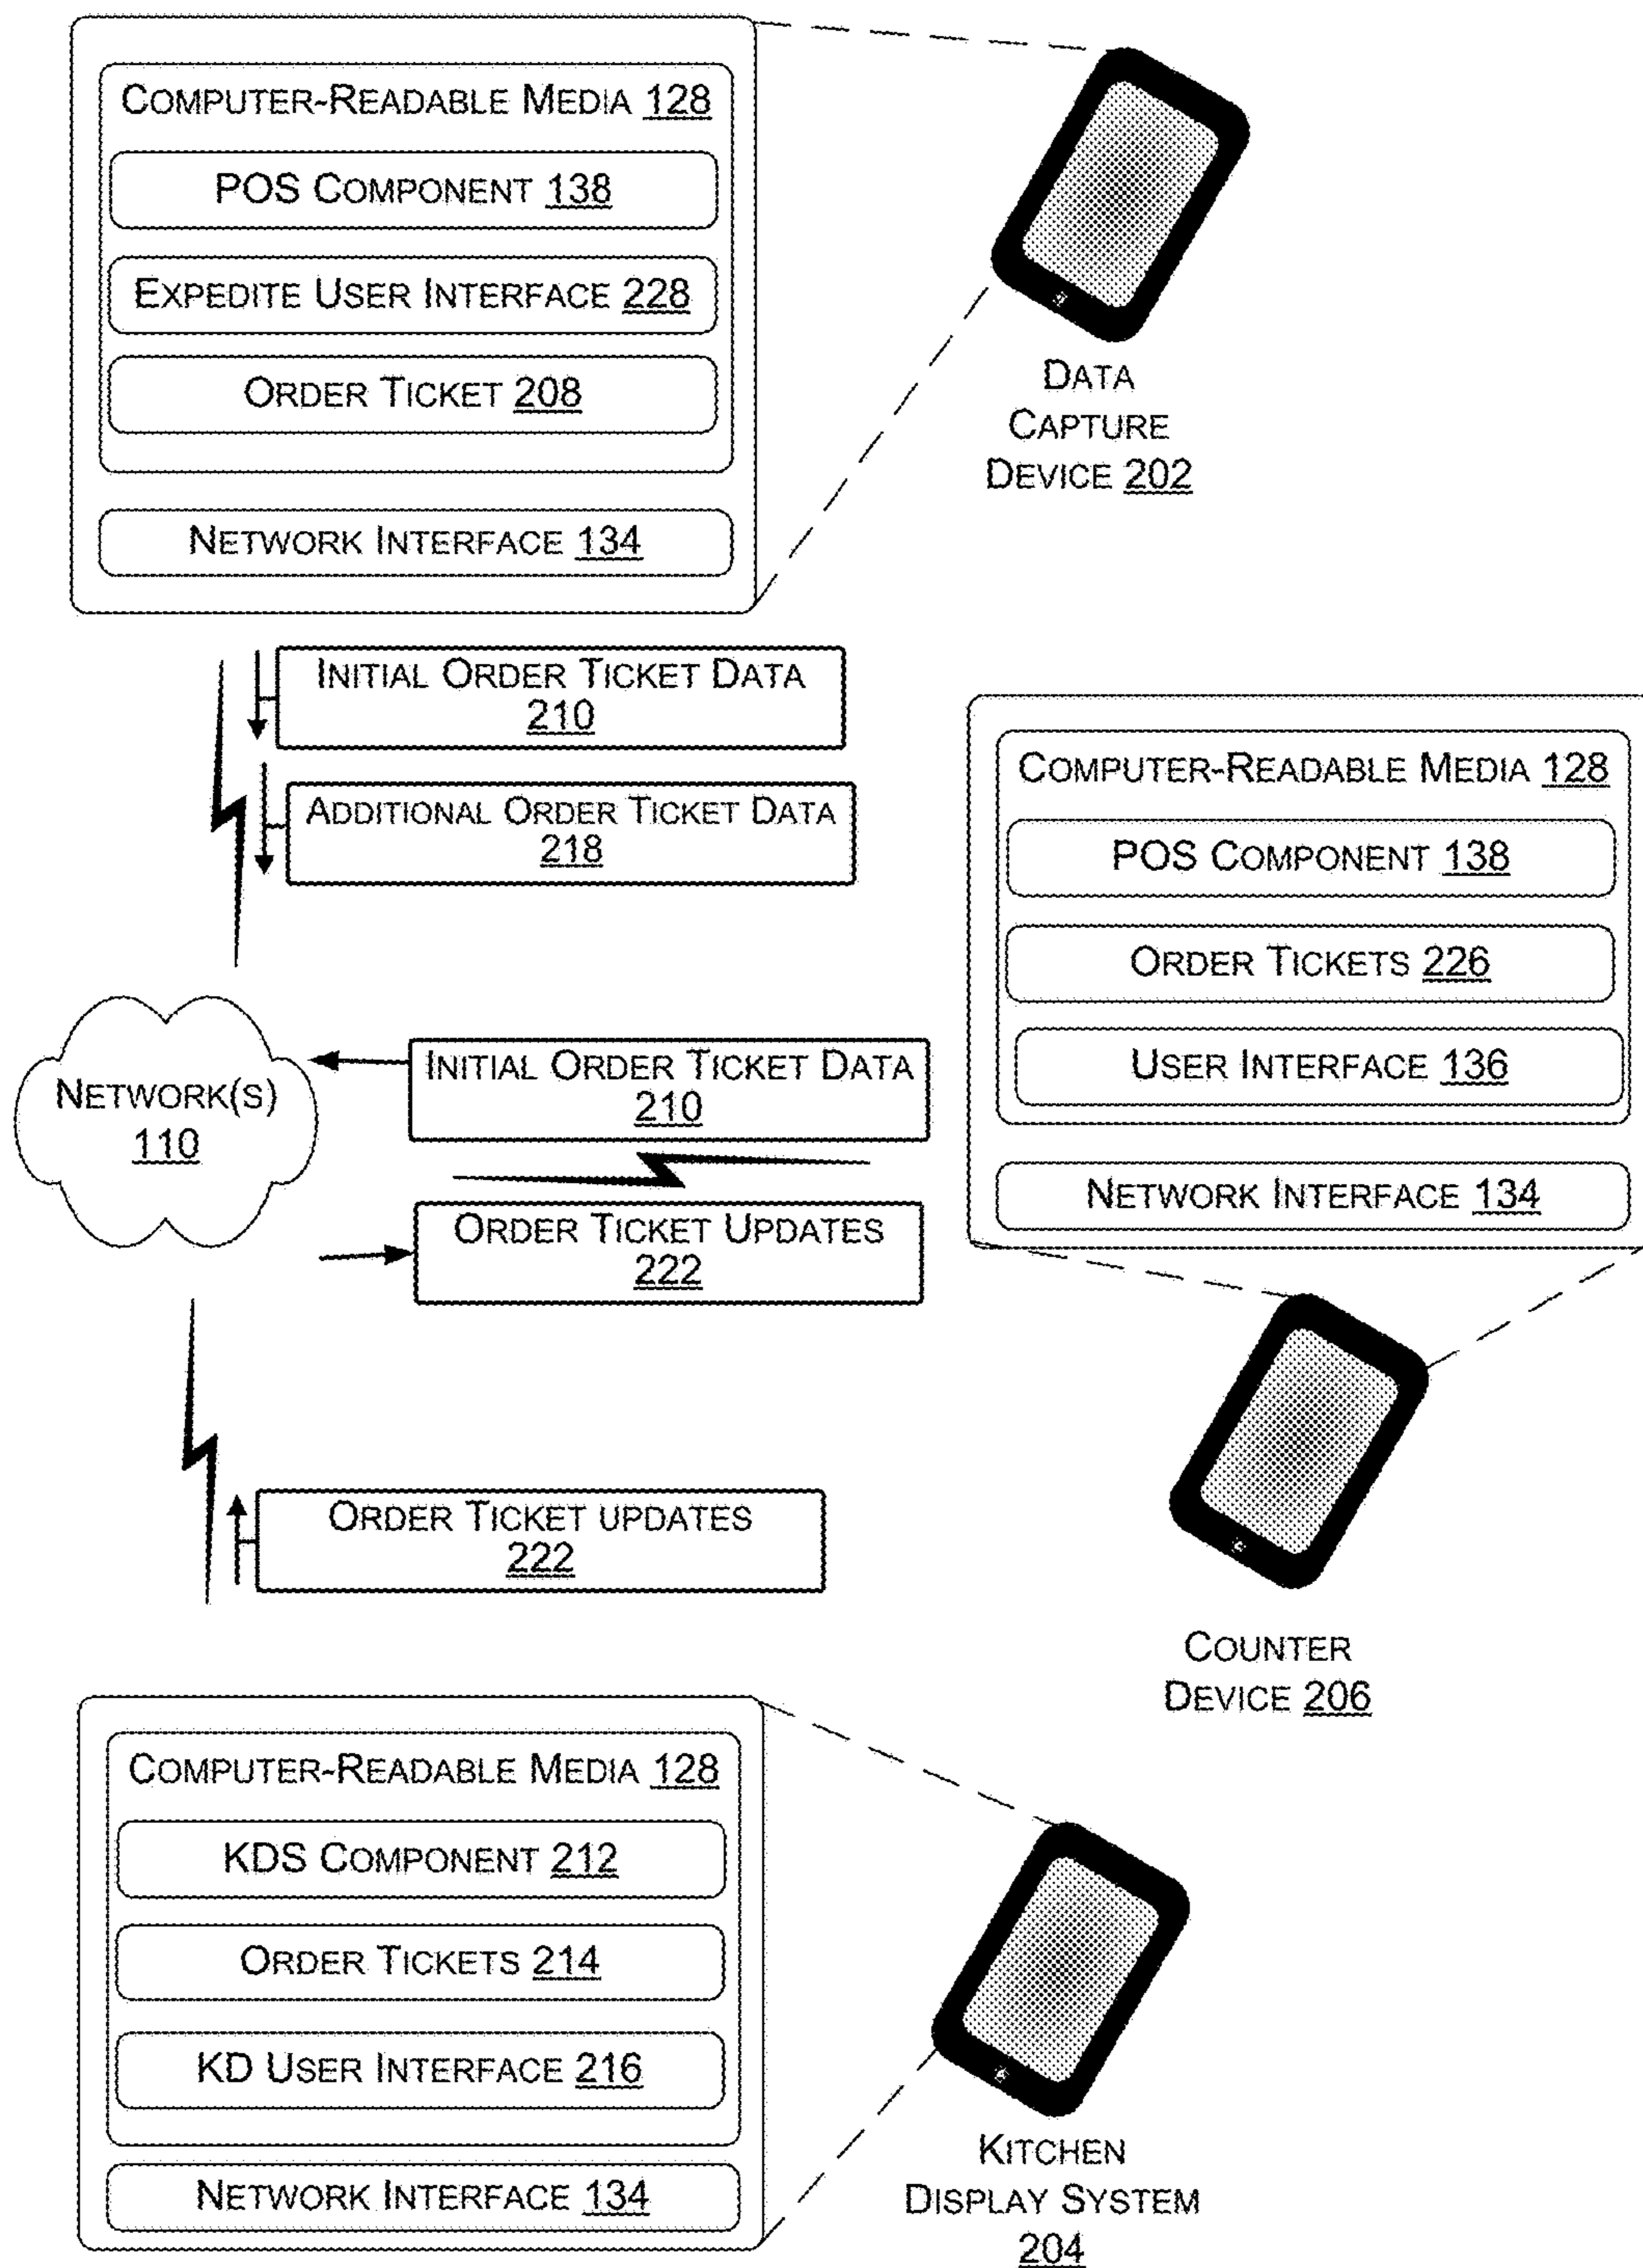 COMPUTER-READABLE MEDIA 128
POS COMPONENT 138
EXPEDITE USER INTERFACE 228
ORDER TICKET 208
NETWORK INTERFACE 134
DATA
CAPTURE
DEVICE 202
INITIAL ORDER TICKET DATA
210
ADDITIONAL ORDER TICKET DATA
218
COMPUTER-READABLE MEDIA 128
POS COMPONENT 138
ORDER TICKETS 226
USER INTERFACE 136
NETWORK INTERFACE 134
NETWORK(S)
110
INITIAL ORDER TICKET DATA
210
ORDER TICKET UPDATES
222
COUNTER
DEVICE 206
ORDER TICKET UPDATES
222
COMPUTER-READABLE MEDIA 128
KDS COMPONENT 212
ORDER TICKETS 214
KD USER INTERFACE 216
NETWORK INTERFACE 134
KITCHEN
DISPLAY SYSTEM
204